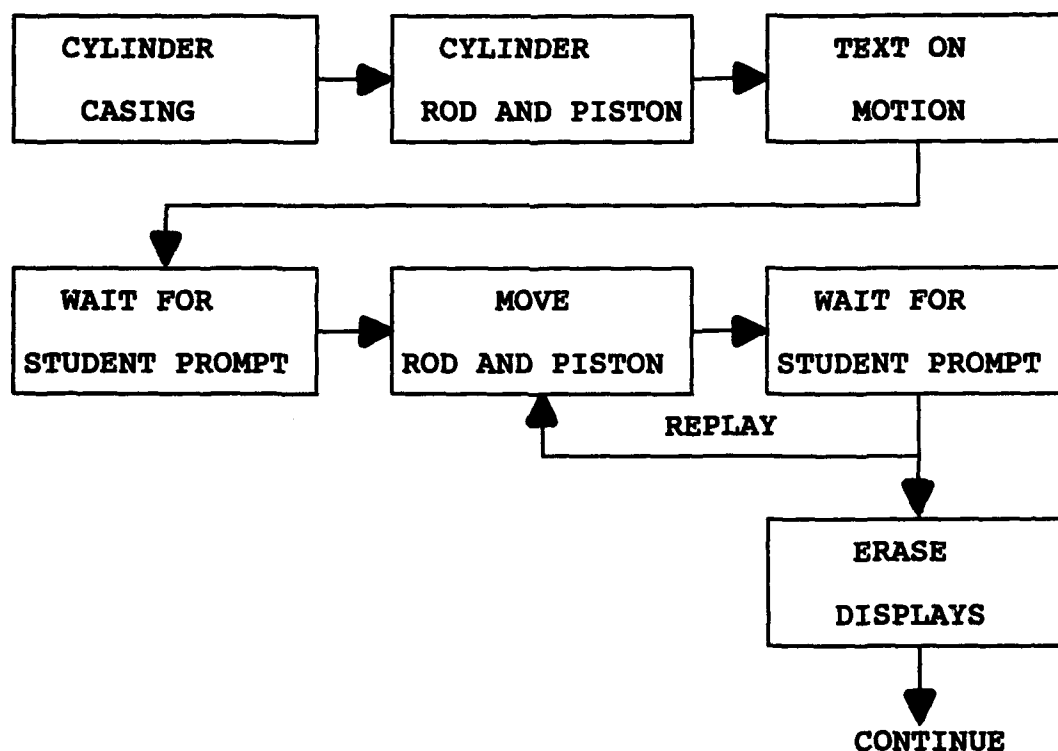 CYLINDER
CASING
CYLINDER
ROD AND PISTON
TEXT ON
MOTION
WAIT FOR
STUDENT PROMPT
MOVE
ROD AND PISTON
WAIT FOR
STUDENT PROMPT
REPLAY
ERASE
DISPLAYS
CONTINUE